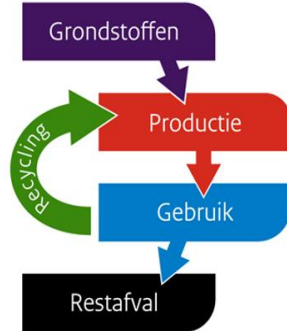 Grondstoffen
Productie
Recycling
Gebruik
Restafval